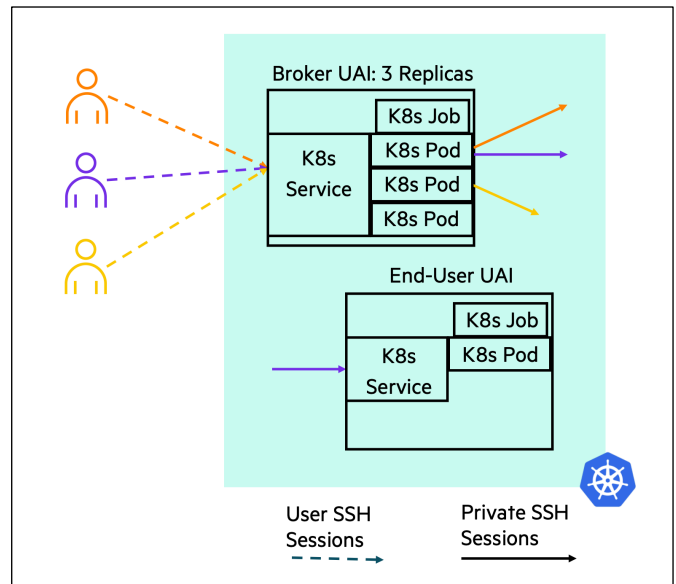 Broker UAI: 3 Replicas
K8s Job
K8s
Service
K8s Pod
K8s Pod
K8s Pod
End-User UAI
K8s Job
K8s
Service
K8s Pod
User SSH
Sessions
Private SSH
Sessions